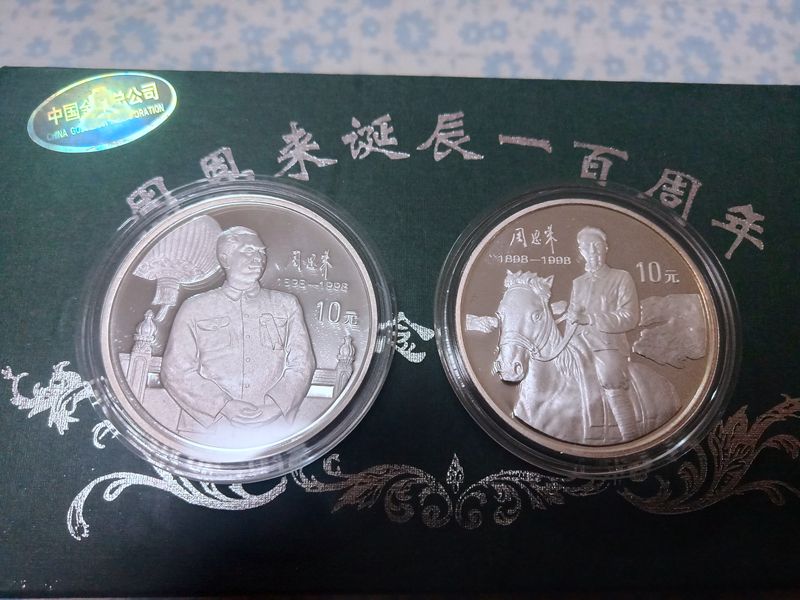 中国金币总公司
CHINA GOLD COIN CORPORATION
周恩来诞辰一百周年
周恩来
1898—1998
10元
周恩来
1898—1998
10元
念